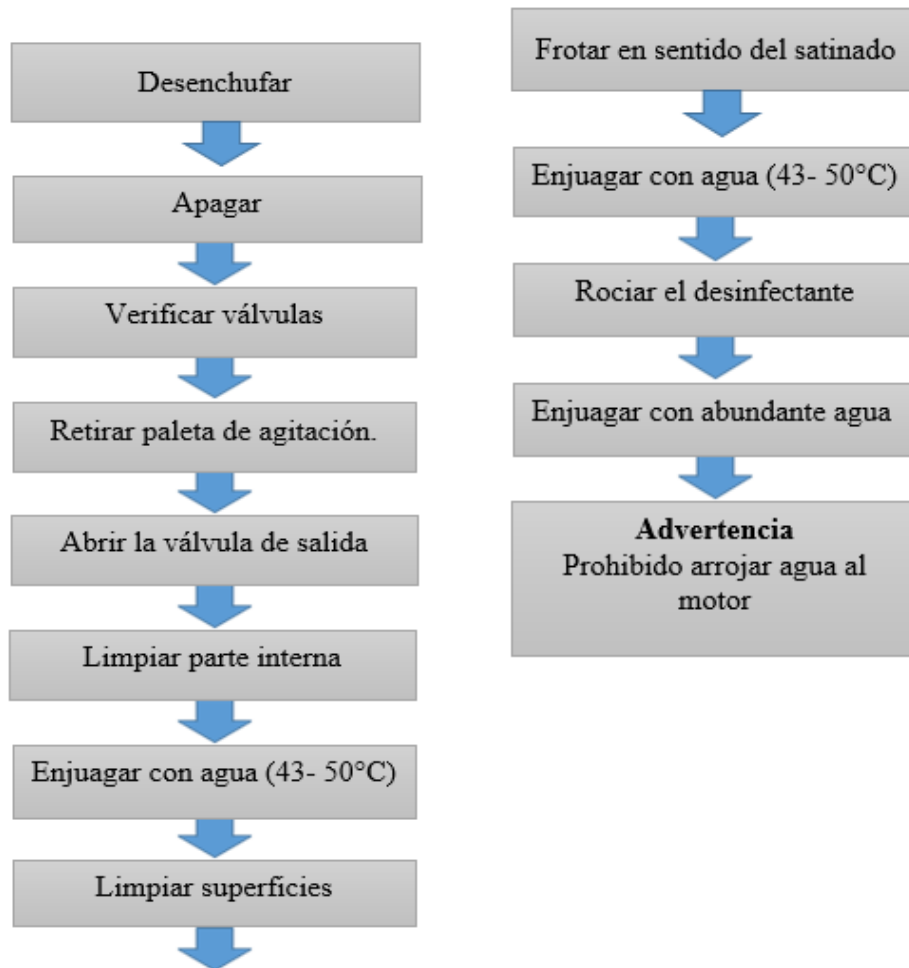 Desenchufar
Apagar
Verificar válvulas
Retirar paleta de agitación.
Abrir la válvula de salida
Limpiar parte interna
Enjuagar con agua (43- 50°C)
Limpiar superfícies
Frotar en sentido del satinado
Enjuagar con agua (43- 50°C)
Rociar el desinfectante
Enjuagar con abundante agua
Advertencia
Prohibido arrojar agua al
motor